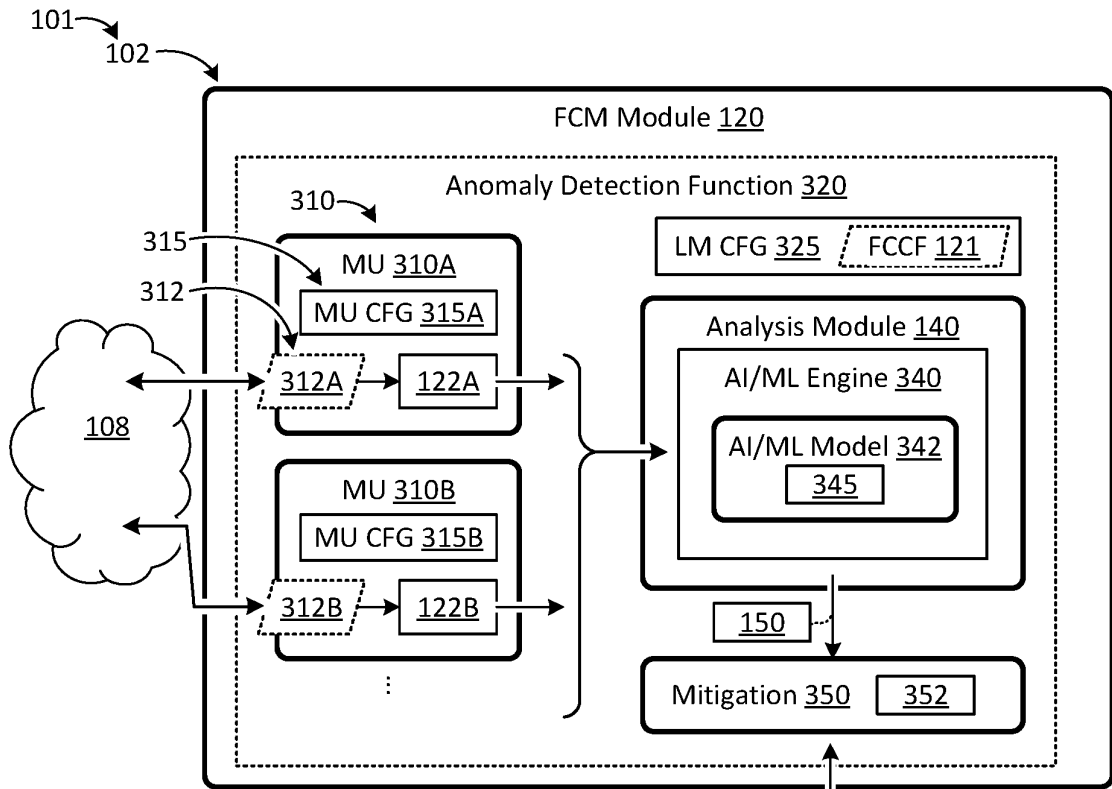 101
102
FCM Module 120
Anomaly Detection Function 320
310
315
312
MU 310A
MU CFG 315A
312A
122A
LM CFG 325
FCCF 121
Analysis Module 140
AI/ML Engine 340
AI/ML Model 342
345
108
MU 310B
MU CFG 315B
312B
122B
⋮
150
Mitigation 350
352